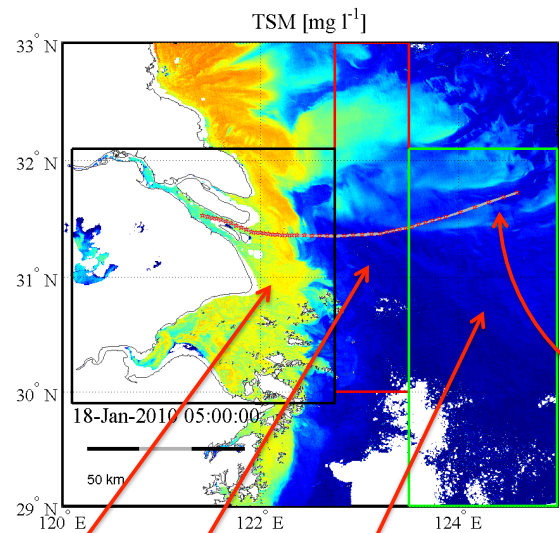 TSM [mg l-1]
33° N
32° N
31° N
30° N
18-Jan-2010 05:00:00
50 km
29° N
120° E
122° E
124° E